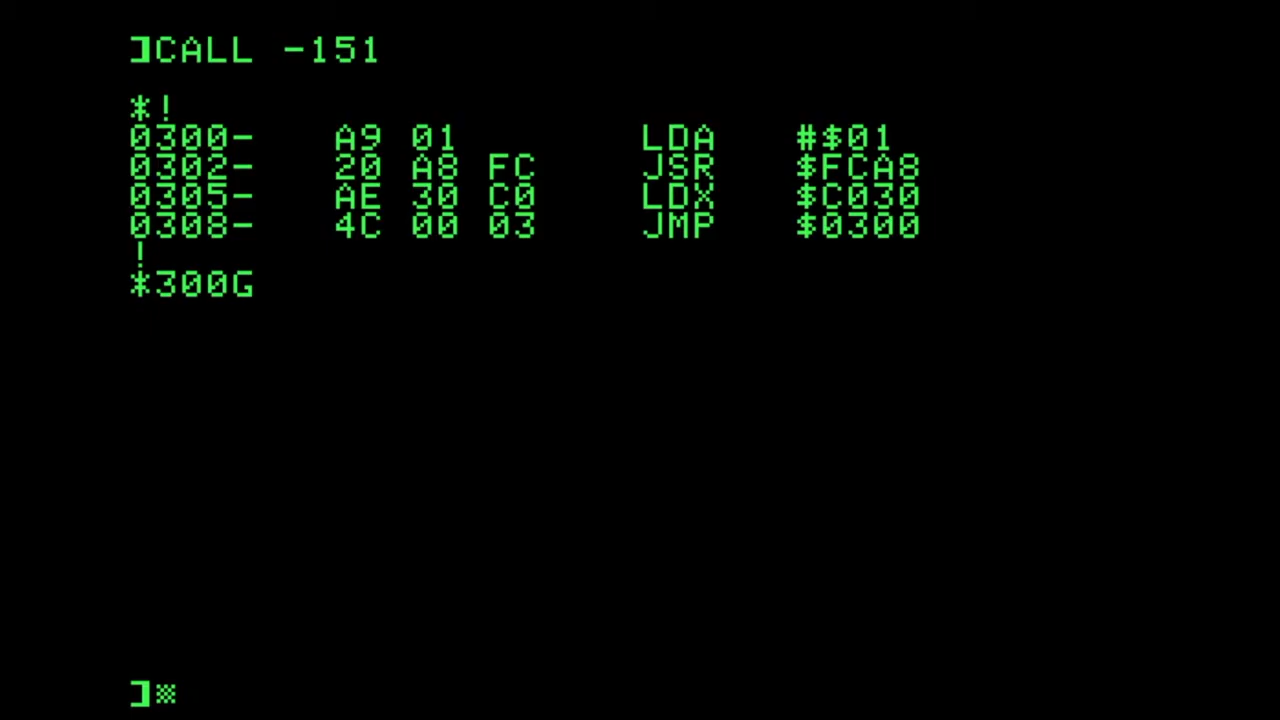 ]CALL -151
*!
0300-   A9 01       LDA   #$01
0302-   20 A8 FC    JSR   $FCA8
0305-   AE 30 C0    LDX   $C030
0308-   4C 00 03    JMP   $0300
!
*300G
]